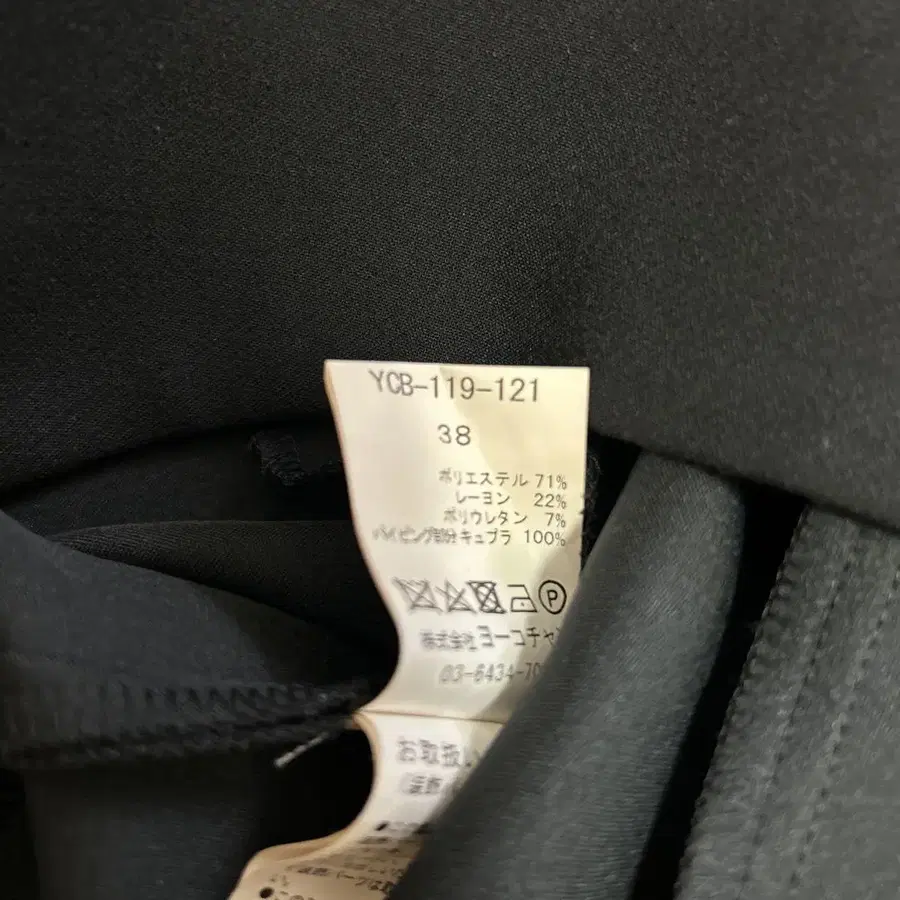 YCB-119-121
38
ポリエステル 71%
レーヨン 22%
ポリウレタン 7%
パイピング部分キュプラ 100%
P
株式会社 ヨーコチャ
03-6434-70
お取扱い